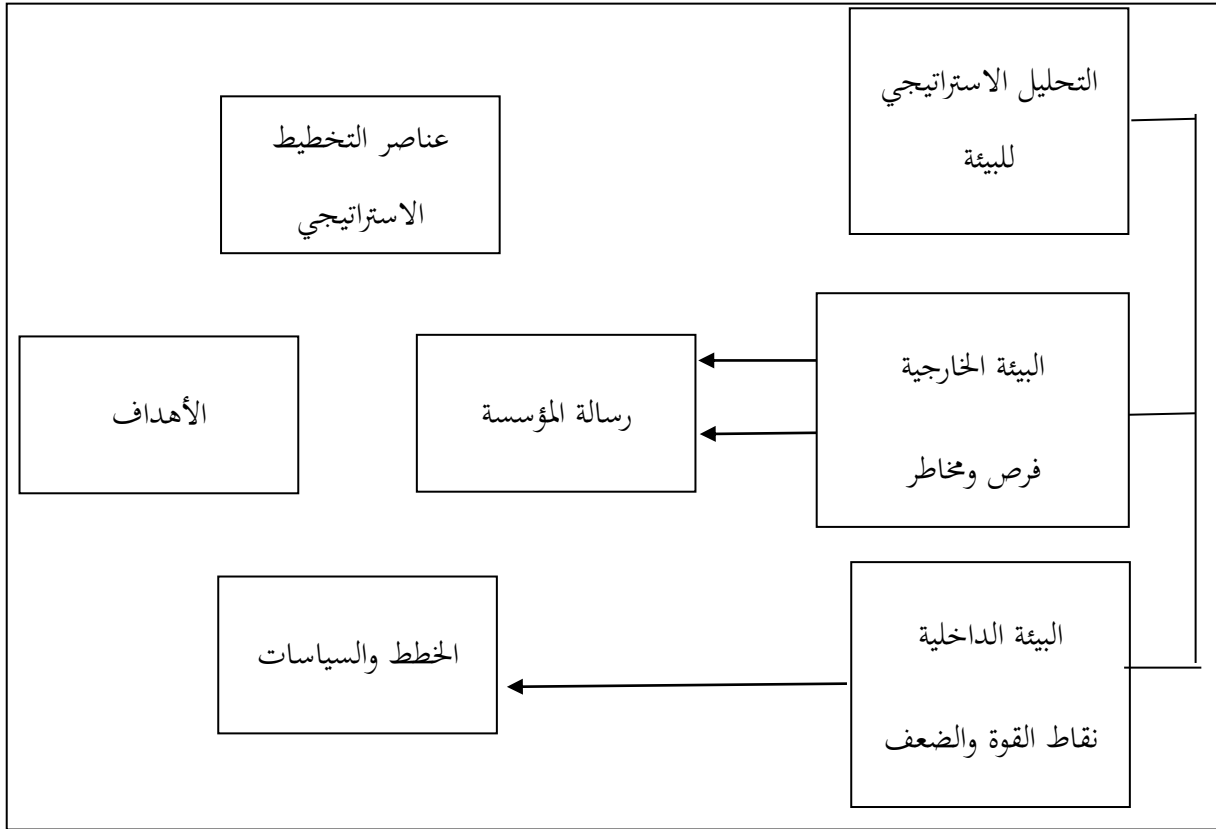 التحليل الاستراتيجي
للبيئة
عناصر التخطيط
الاستراتيجي
البيئة الخارجية
فرص ومخاطر
رسالة المؤسسة
الأهداف
البيئة الداخلية
نقاط القوة والضعف
الخطط والسياسات